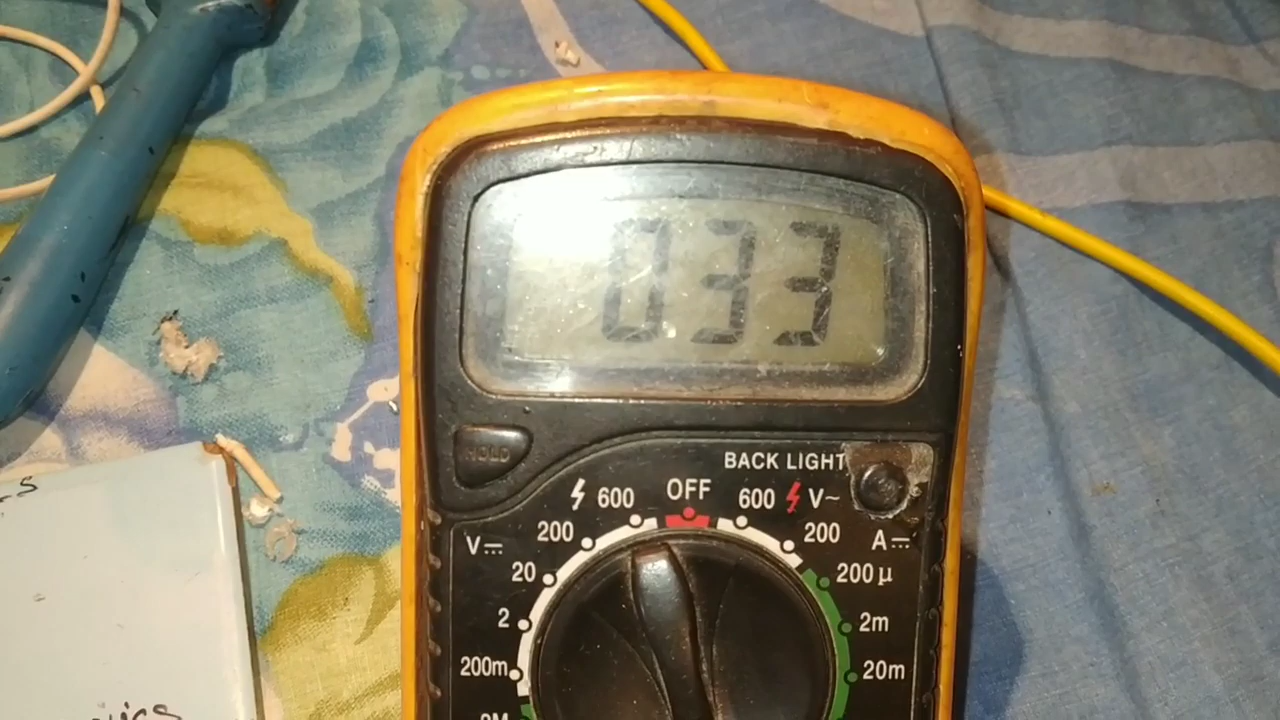 033
HOLD
BACK LIGHT
600 OFF 600 V~
200 200
V A
20 200µ
2 2m
200m 20m